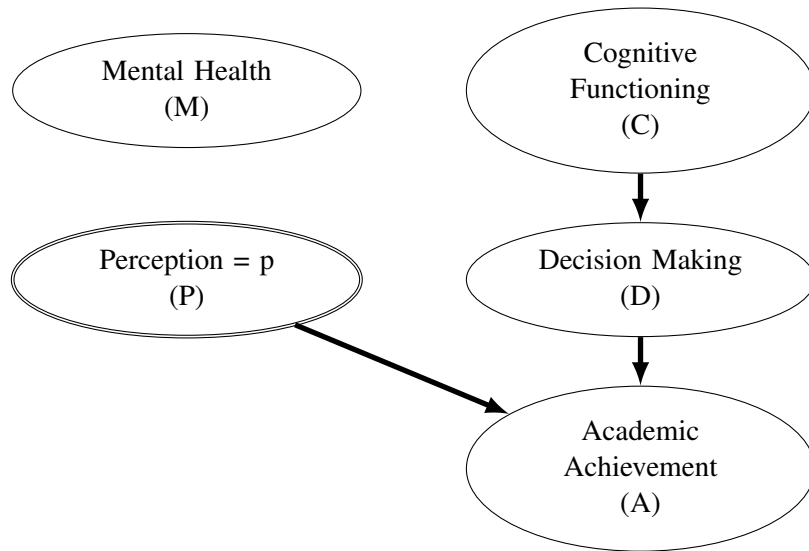 Mental Health
(M)
Cognitive
Functioning
(C)
Perception = p
(P)
Decision Making
(D)
Academic
Achievement
(A)